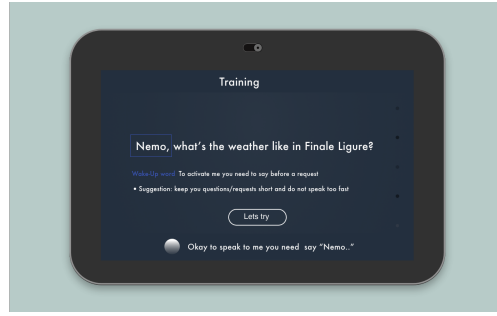 Training
Nemo, what's the weather like in Finale Ligure?
Wake-Up word To activate me you need to say before a request
• Suggestion: keep you questions/requests short and do not speak too fast
Lets try
Okay to speak to me you need say "Nemo.."